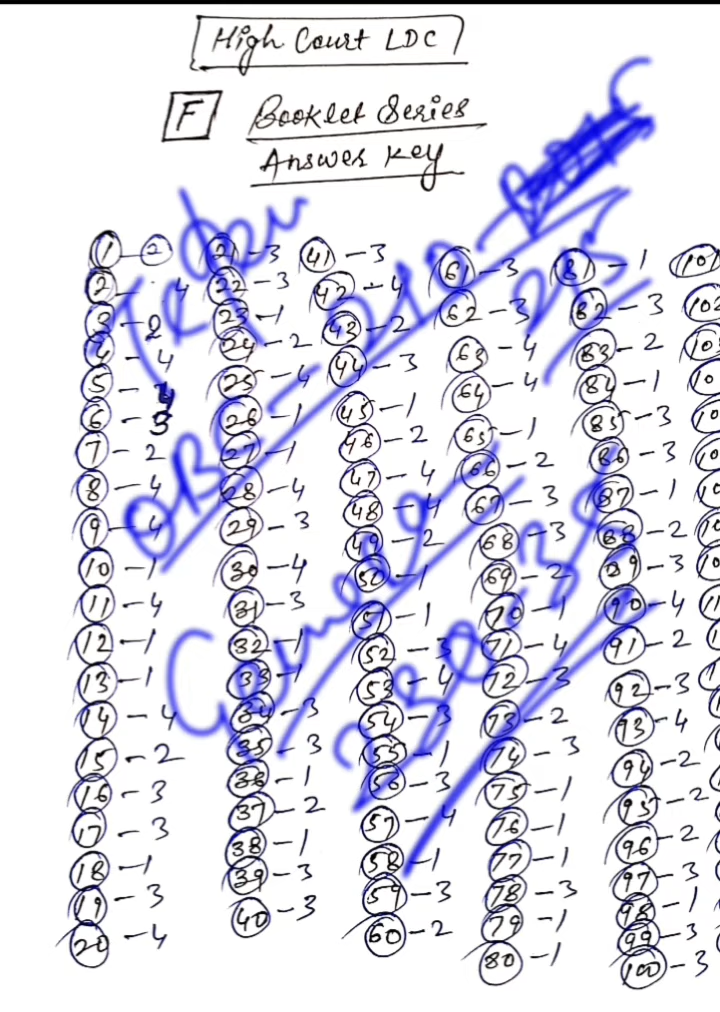 High Court LDC
F Booklet Series
Answer Key
1 - 2
2 - 4
3 - 2
4 - 4
5 - 4
6 - 3
7 - 2
8 - 4
9 - 4
10 - 1
11 - 4
12 - 1
13 - 1
14 - 4
15 - 2
16 - 3
17 - 3
18 - 1
19 - 3
20 - 4
21 - 3
22 - 3
23 - 1
24 - 2
25 - 4
26 - 1
27 - 1
28 - 4
29 - 3
30 - 4
31 - 3
32 - 1
33 - 1
34 - 3
35 - 3
36 - 1
37 - 2
38 - 1
39 - 3
40 - 3
41 - 3
42 - 4
43 - 2
44 - 3
45 - 1
46 - 2
47 - 4
48 - 4
49 - 2
50 - 1
51 - 1
52 - 3
53 - 4
54 - 3
55 - 1
56 - 3
57 - 4
58 - 1
59 - 3
60 - 2
61 - 3
62 - 3
63 - 4
64 - 4
65 - 1
66 - 2
67 - 3
68 - 3
69 - 2
70 - 1
71 - 4
72 - 3
73 - 2
74 - 3
75 - 1
76 - 1
77 - 1
78 - 3
79 - 1
80 - 1
81 - 1
82 - 3
83 - 2
84 - 1
85 - 3
86 - 3
87 - 1
88 - 2
89 - 3
90 - 4
91 - 2
92 - 3
93 - 4
94 - 2
95 - 2
96 - 2
97 - 3
98 - 1
99 - 3
100 - 3
101
OBC - 210 -
215